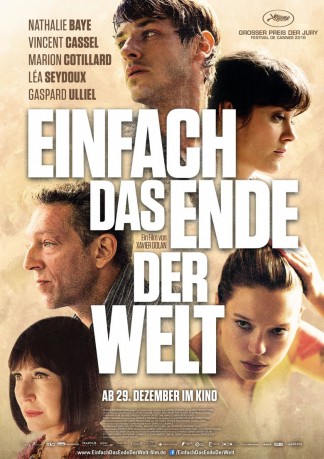 NATHALIE BAYE
VINCENT CASSEL
MARION COTILLARD
LÉA SEYDOUX
GASPARD ULLIEL
GROSSER PREIS DER JURY
FESTIVAL DE CANNES 2016
EINFACH
DAS ENDE
Ein Film von
XAVIER DOLAN
DER
WELT
AB 29. DEZEMBER IM KINO
www.EinfachDasEndeDerWelt-film.de
/EinfachDasEndeDerWelt